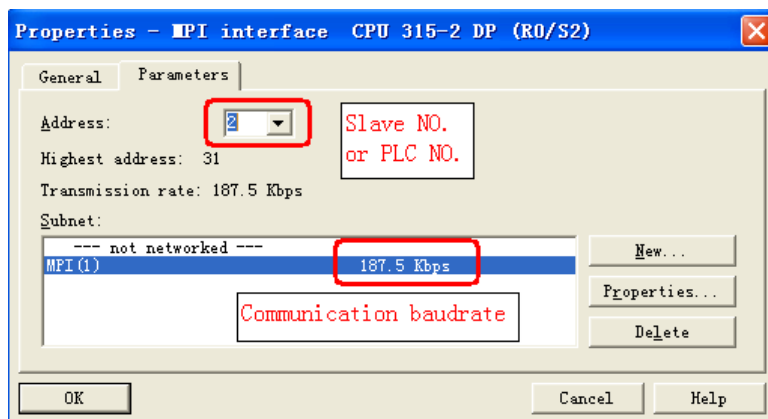 Properties - MPI interface  CPU 315-2 DP (R0/S2)
General
Parameters
Address:
2
Slave NO.
or PLC NO.
Highest address: 31
Transmission rate: 187.5 Kbps
Subnet:
--- not networked ---
MPI(1)
187.5 Kbps
Communication baudrate
New...
Properties...
Delete
OK
Cancel
Help